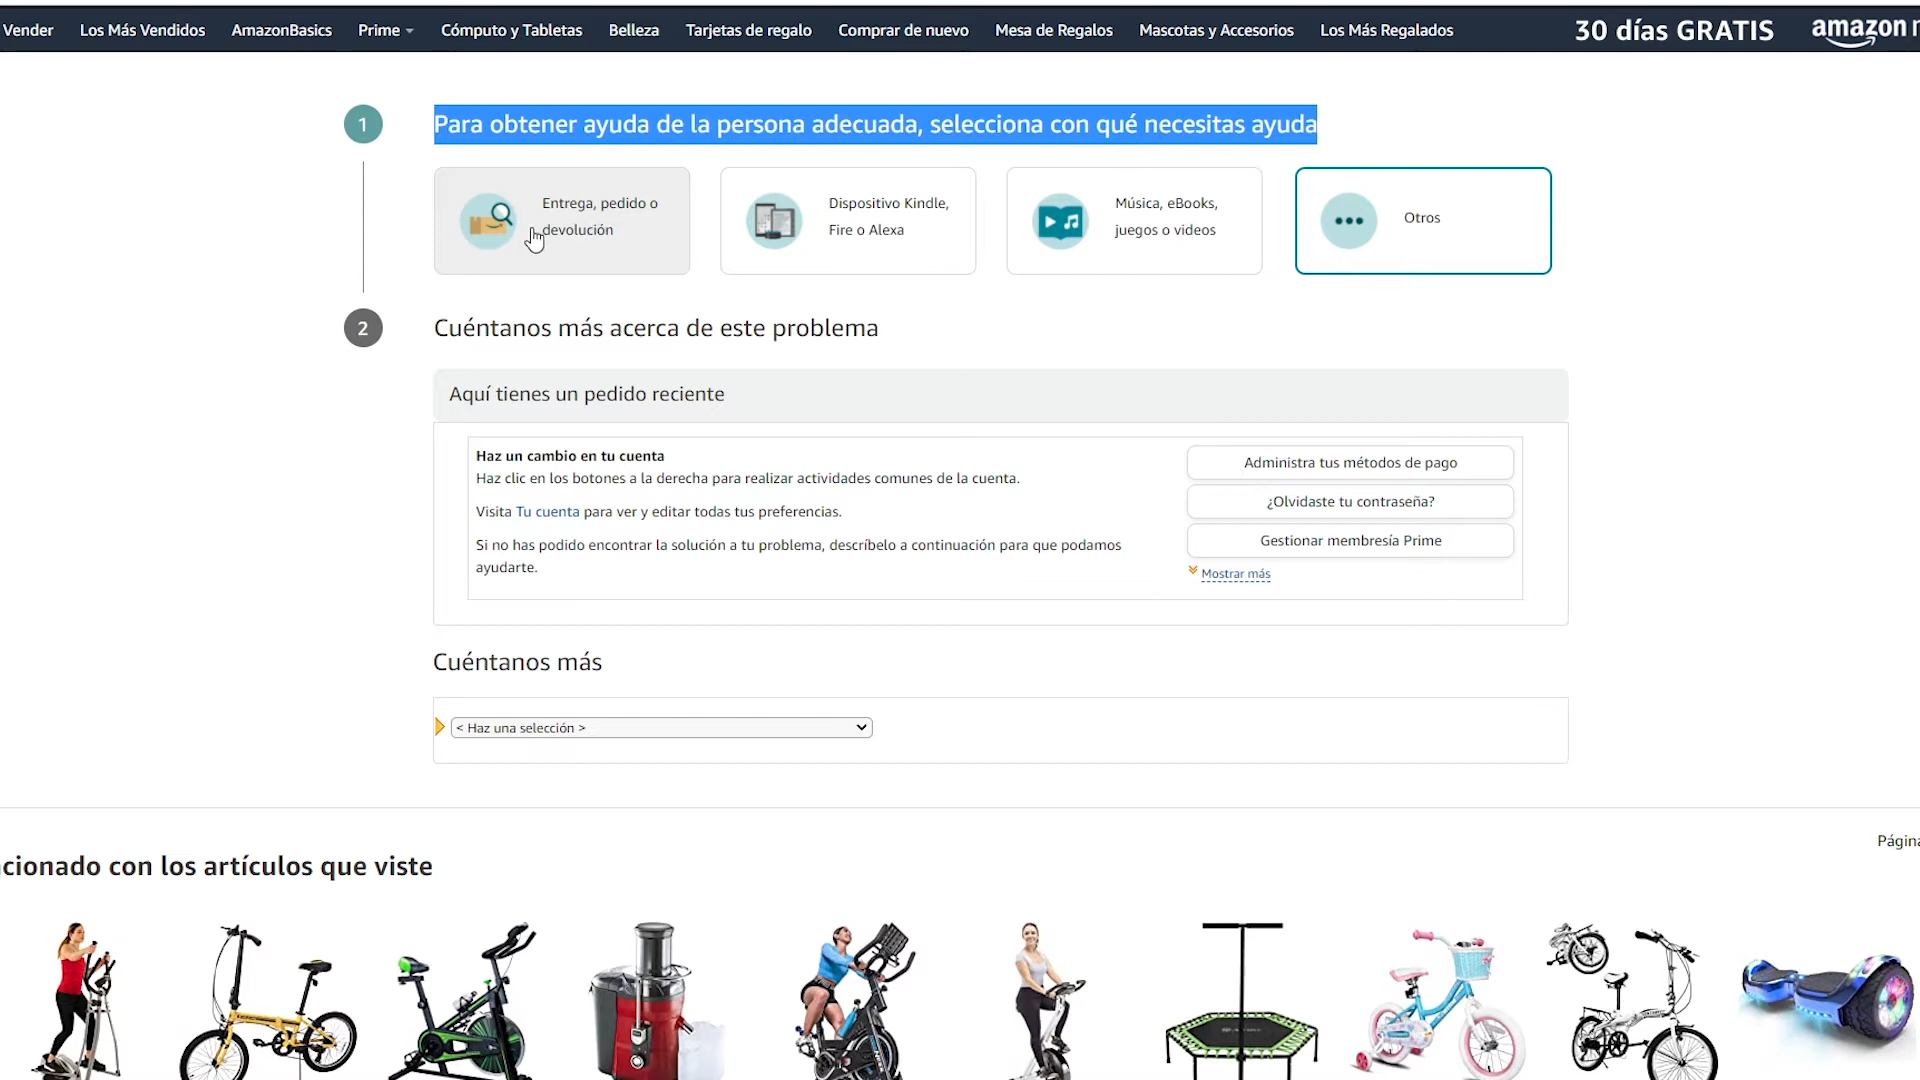 Vender Los Más Vendidos AmazonBasics Prime Cómputo y Tabletas Belleza Tarjetas de regalo Comprar de nuevo Mesa de Regalos Mascotas y Accesorios Los Más Regalados 30 días GRATIS amazon
1 Para obtener ayuda de la persona adecuada, selecciona con qué necesitas ayuda
Entrega, pedido o
devolución
Dispositivo Kindle,
Fire o Alexa
Música, eBooks,
juegos o videos
Otros
2 Cuéntanos más acerca de este problema
Aquí tienes un pedido reciente
Haz un cambio en tu cuenta
Haz clic en los botones a la derecha para realizar actividades comunes de la cuenta.
Visita Tu cuenta para ver y editar todas tus preferencias.
Si no has podido encontrar la solución a tu problema, descríbelo a continuación para que podamos
ayudarte.
Administra tus métodos de pago
¿Olvidaste tu contraseña?
Gestionar membresía Prime
Mostrar más
Cuéntanos más
< Haz una selección >
Página
cionado con los artículos que viste